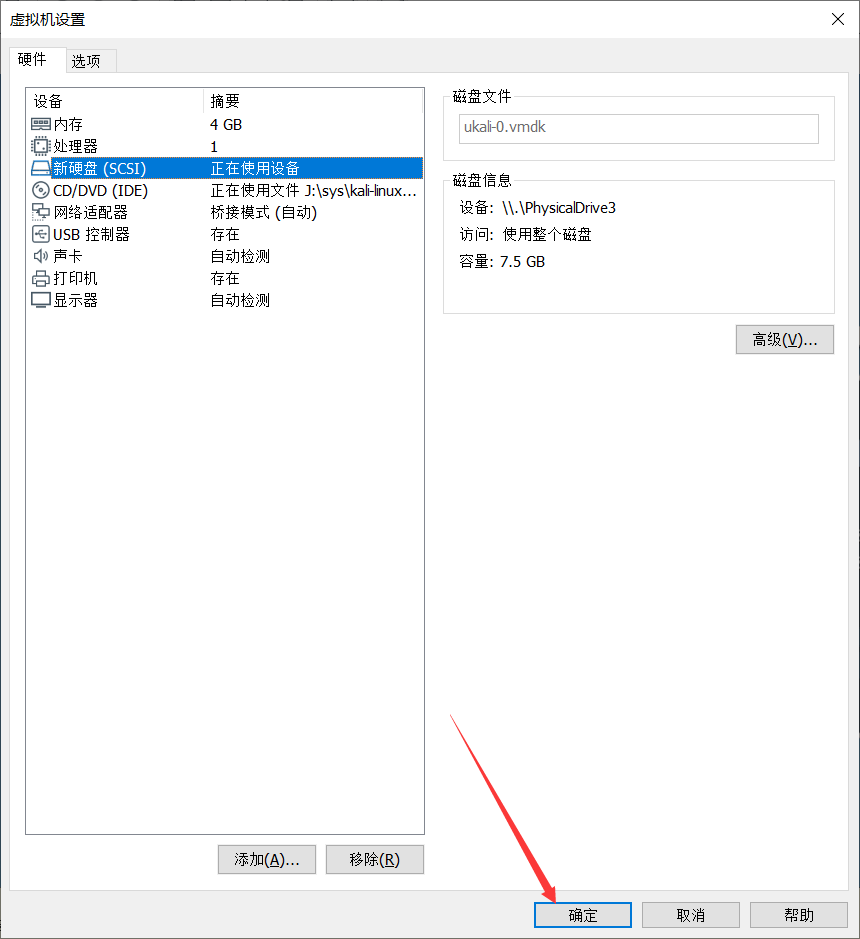 虚拟机设置
硬件 选项
设备 摘要
内存 4 GB
处理器 1
新硬盘 (SCSI) 正在使用设备
CD/DVD (IDE) 正在使用文件 J:\sys\kali-linux...
网络适配器 桥接模式 (自动)
USB 控制器 存在
声卡 自动检测
打印机 存在
显示器 自动检测
磁盘文件
ukali-0.vmdk
磁盘信息
设备: \\.\PhysicalDrive3
访问: 使用整个磁盘
容量: 7.5 GB
高级(V)...
添加(A)... 移除(R)
确定 取消 帮助